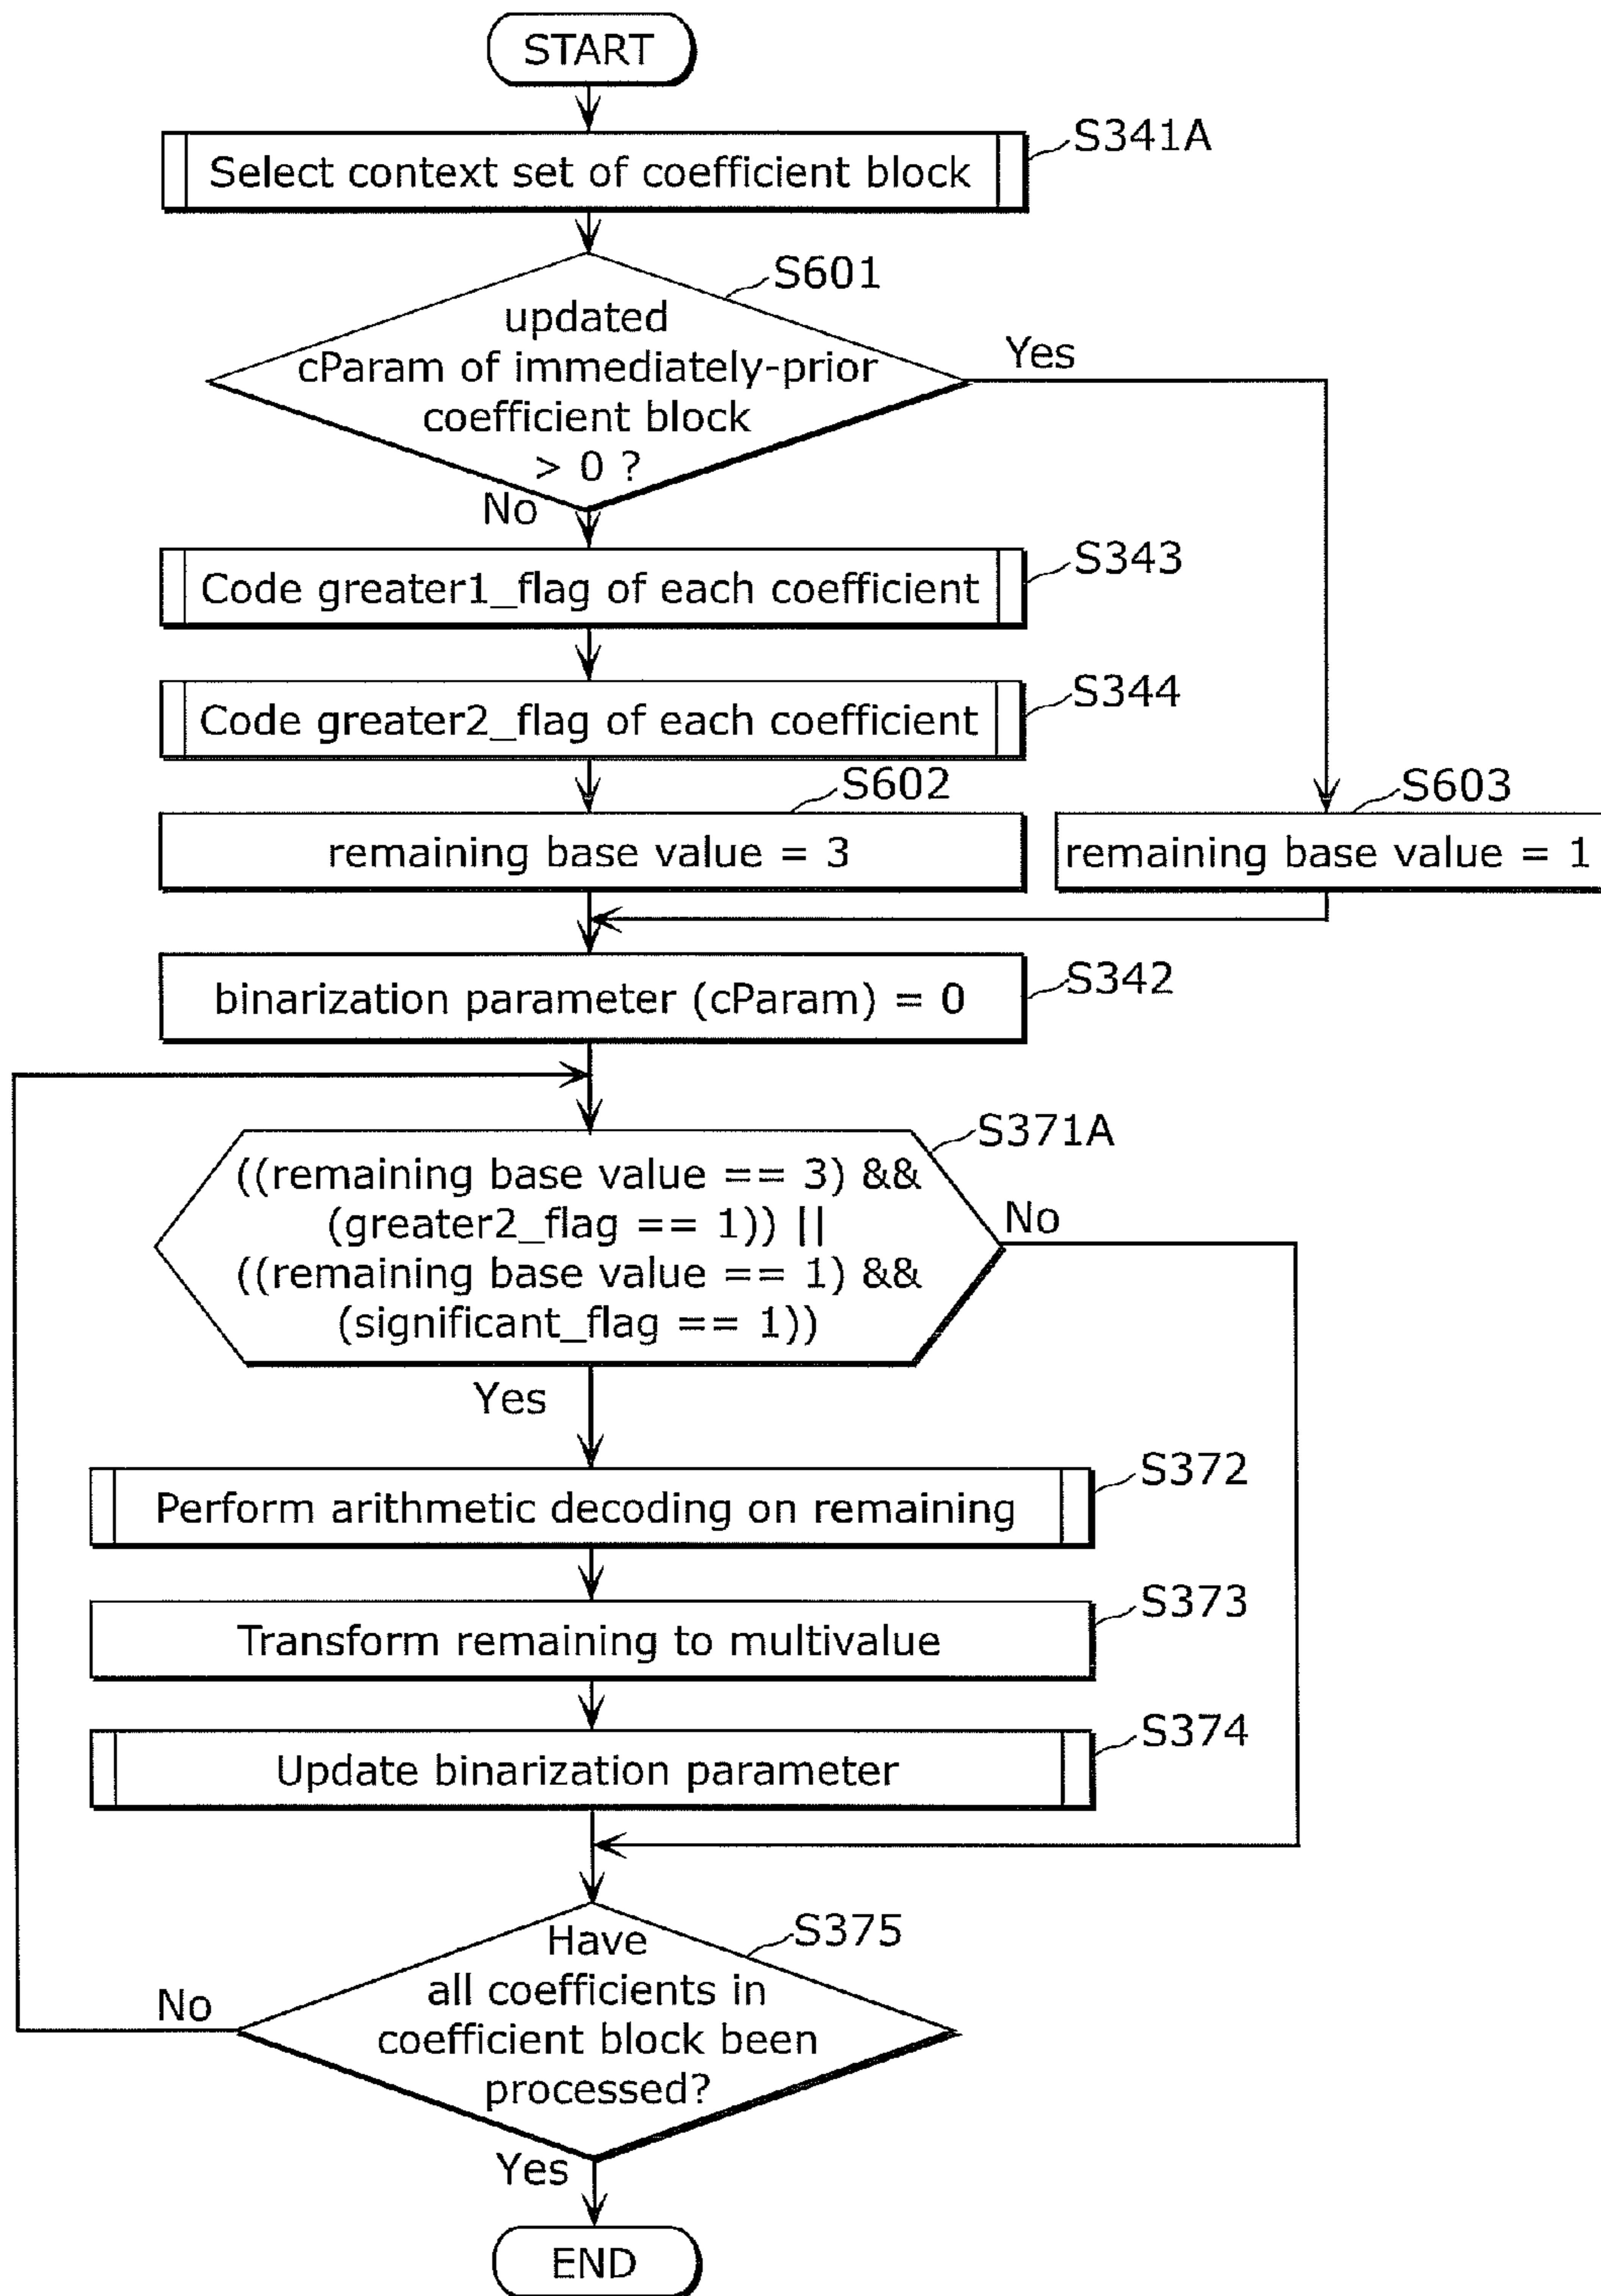 START
S341A
Select context set of coefficient block
S601
updated
cParam of immediately-prior
coefficient block
> 0 ?
Yes
No
S343
Code greater1_flag of each coefficient
S344
Code greater2_flag of each coefficient
S602
remaining base value = 3
S603
remaining base value = 1
S342
binarization parameter (cParam) = 0
S371A
((remaining base value == 3) &&
(greater2_flag == 1)) ||
((remaining base value == 1) &&
(significant_flag == 1))
No
Yes
S372
Perform arithmetic decoding on remaining
S373
Transform remaining to multivalue
S374
Update binarization parameter
S375
Have
all coefficients in
coefficient block been
processed?
No
Yes
END